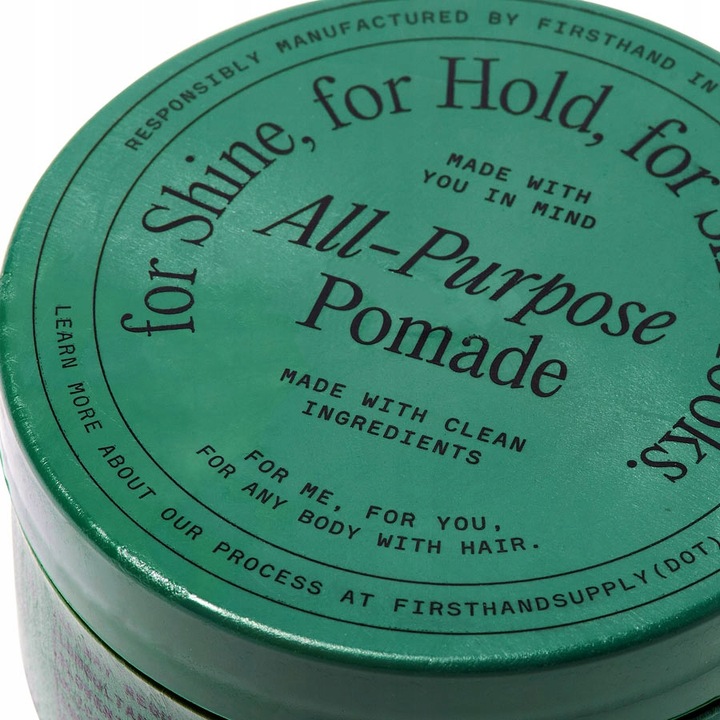 RESPONSIBLY MANUFACTURED BY FIRSTHAND IN
for Shine, for Hold, for
ooks.
MADE WITH
YOU IN MIND
All-Purpose
Pomade
MADE WITH CLEAN
INGREDIENTS
FOR ME, FOR YOU,
FOR ANY BODY WITH HAIR.
LEARN MORE ABOUT OUR PROCESS AT FIRSTHANDSUPPLY(DOT)